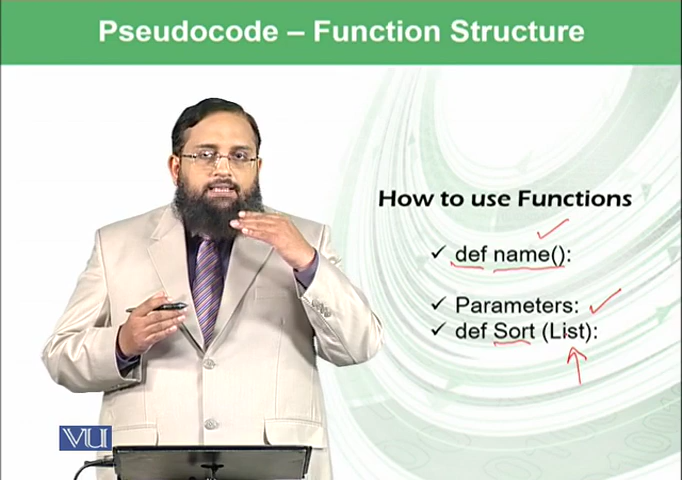 Pseudocode – Function Structure
How to use Functions
✓ def name():
✓ Parameters:
✓ def Sort (List):
VU